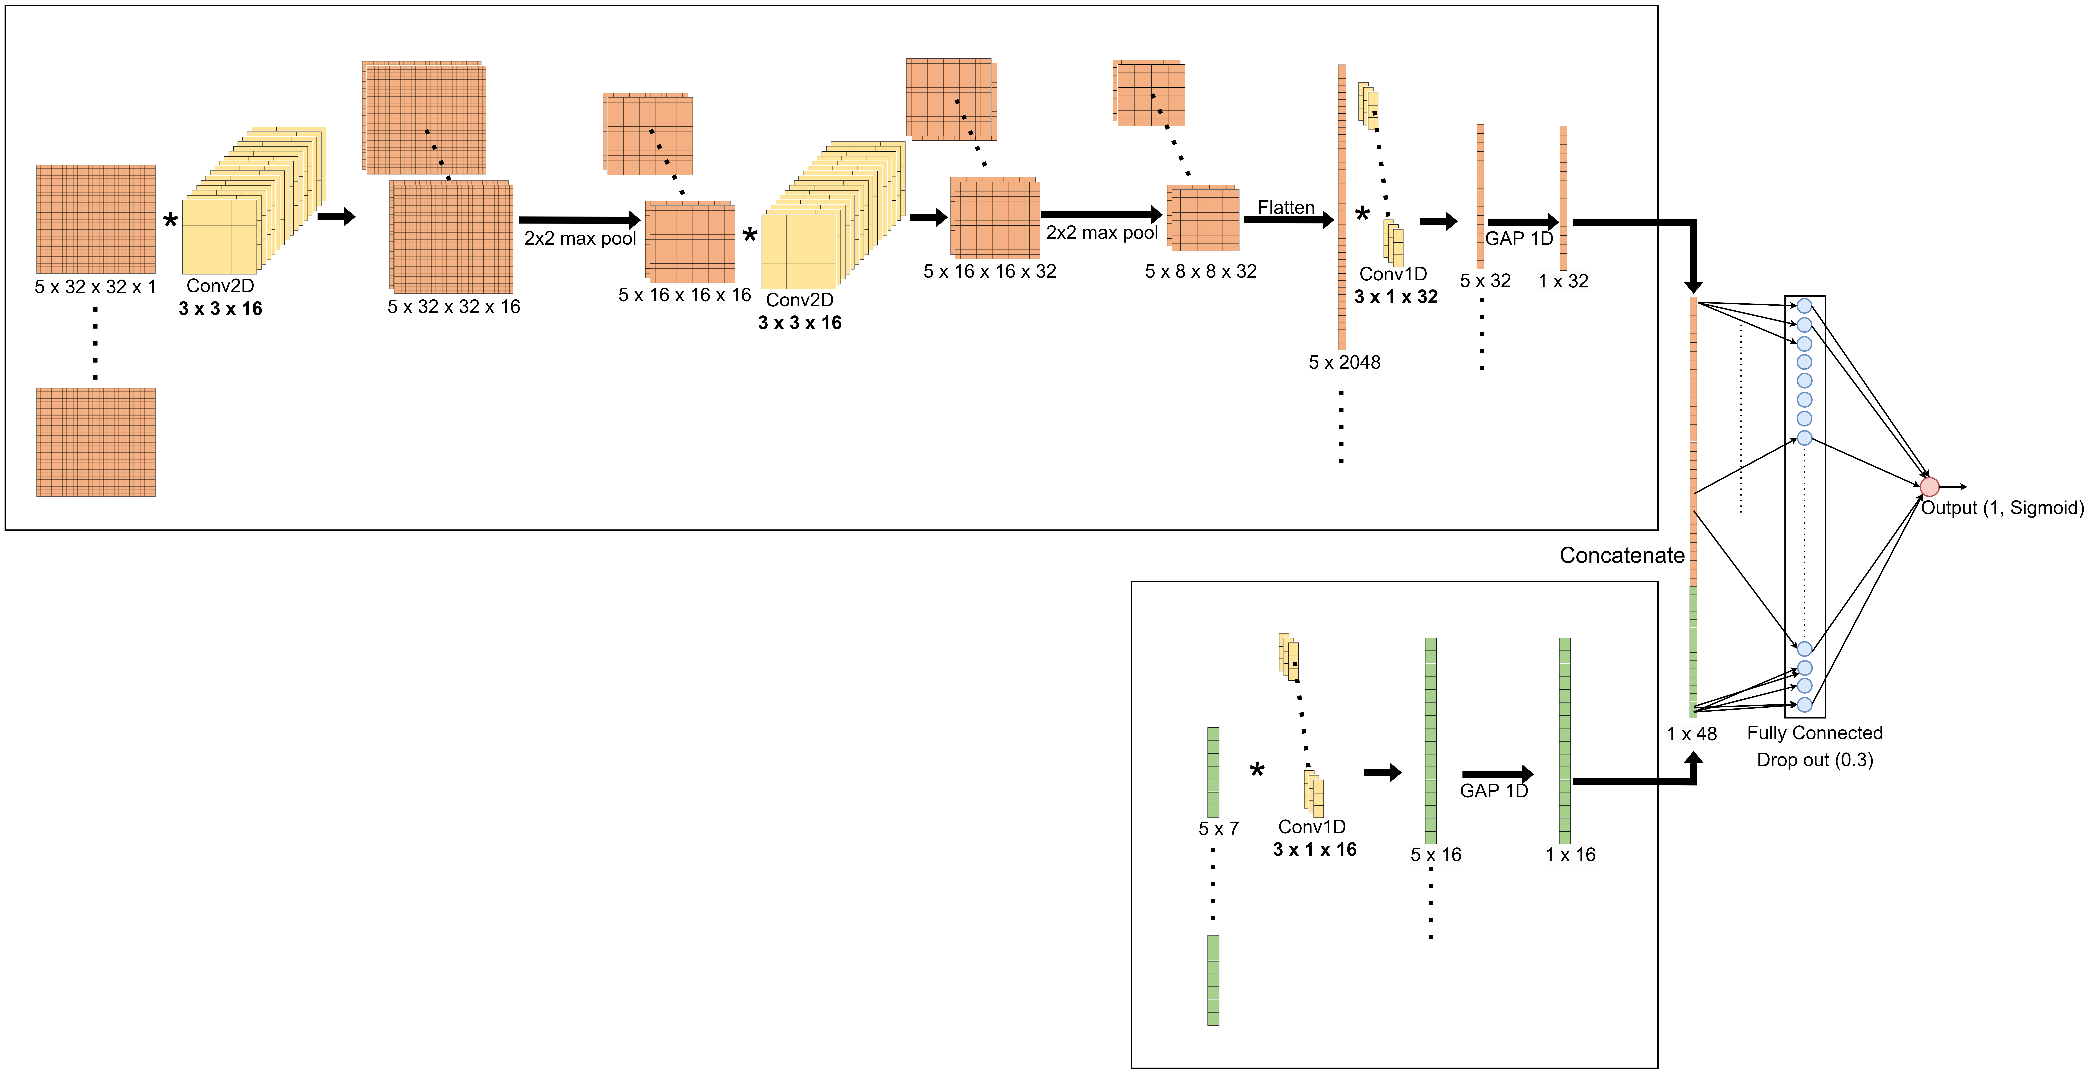 5 x 32 x 32 x 1
*
Conv2D
3 x 3 x 16
5 x 32 x 32 x 16
2x2 max pool
5 x 16 x 16 x 16
*
Conv2D
3 x 3 x 16
5 x 16 x 16 x 32
2x2 max pool
5 x 8 x 8 x 32
Flatten
5 x 2048
*
Conv1D
3 x 1 x 32
5 x 32
GAP 1D
1 x 32
Concatenate
5 x 7
*
Conv1D
3 x 1 x 16
5 x 16
GAP 1D
1 x 16
1 x 48
Fully Connected
Drop out (0.3)
Output (1, Sigmoid)